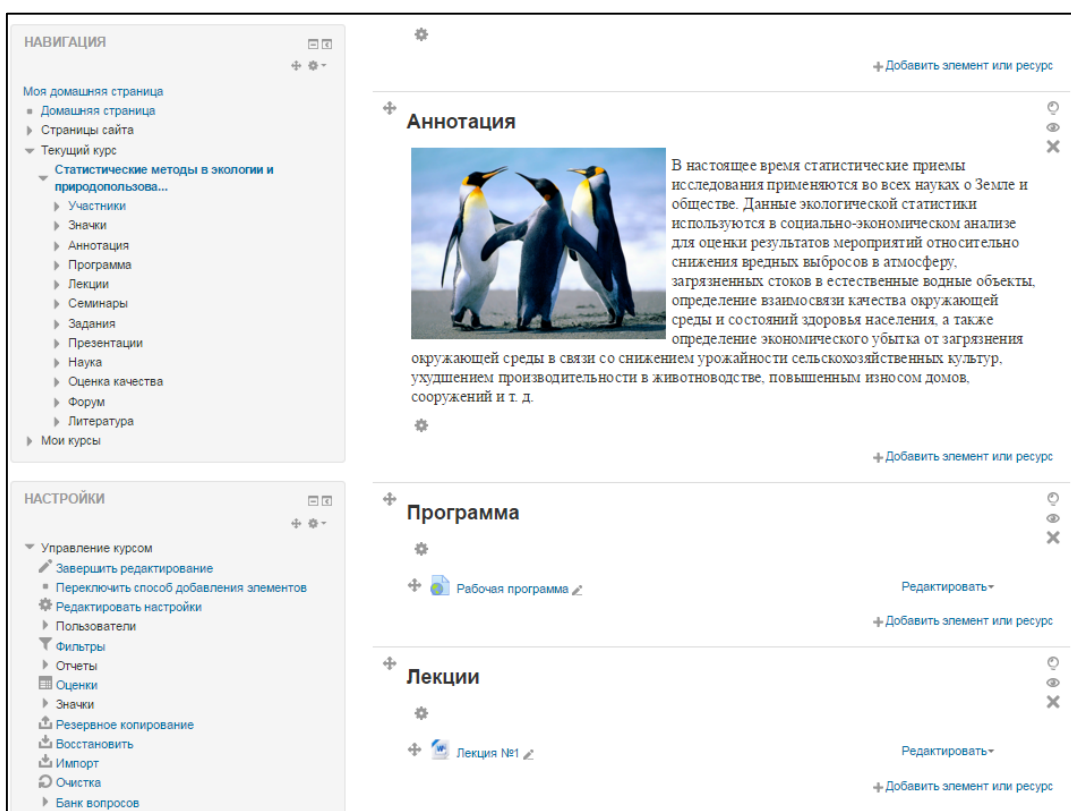 НАВИГАЦИЯ
Моя домашняя страница
Домашняя страница
Страницы сайта
Текущий курс
Статистические методы в экологии и
природопользова...
Участники
Значки
Аннотация
Программа
Лекции
Семинары
Задания
Презентации
Наука
Оценка качества
Форум
Литература
Мои курсы
НАСТРОЙКИ
Управление курсом
Завершить редактирование
Переключить способ добавления элементов
Редактировать настройки
Пользователи
Фильтры
Отчеты
Оценки
Значки
Резервное копирование
Восстановить
Импорт
Очистка
Банк вопросов
Добавить элемент или ресурс
Аннотация
В настоящее время статистические приемы
исследования применяются во всех науках о Земле и
обществе. Данные экологической статистики
используются в социально-экономическом анализе
для оценки результатов мероприятий относительно
снижения вредных выбросов в атмосферу,
загрязненных стоков в естественные водные объекты,
определение взаимосвязи качества окружающей
среды и состояний здоровья населения, а также
определение экономического убытка от загрязнения
окружающей среды в связи со снижением урожайности сельскохозяйственных культур,
ухудшением производительности в животноводстве, повышенным износом домов,
сооружений и т. д.
Добавить элемент или ресурс
Программа
Рабочая программа
Редактировать
Добавить элемент или ресурс
Лекции
Лекция №1
Редактировать
Добавить элемент или ресурс